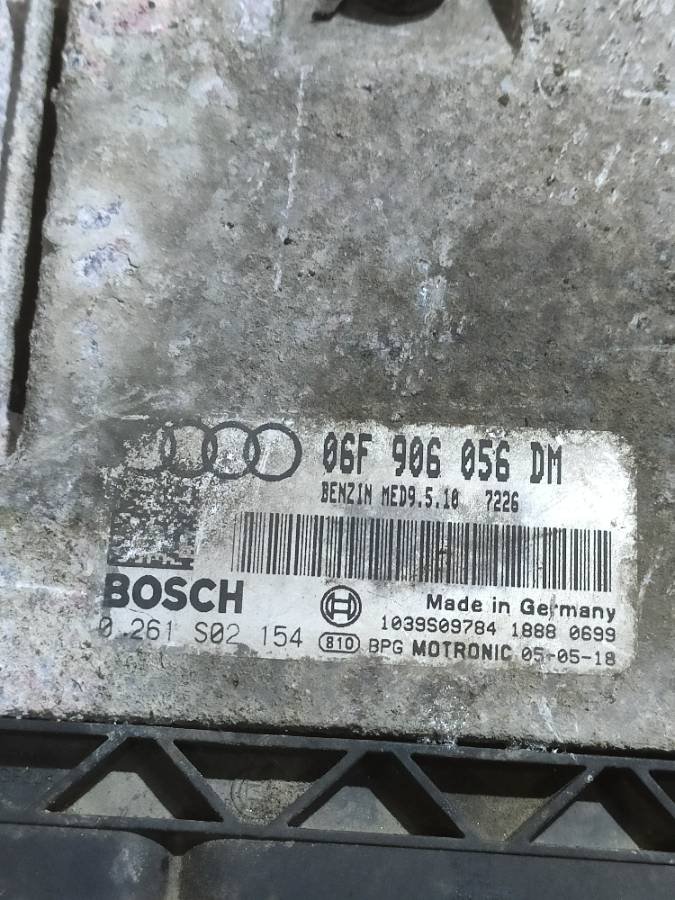 06F 906 056 DM
BENZIN MED9.5.10 7226
BOSCH
Made in Germany
1039S09784 1888 0699
0 261 S02 154 810 BPG MOTRONIC 05-05-18